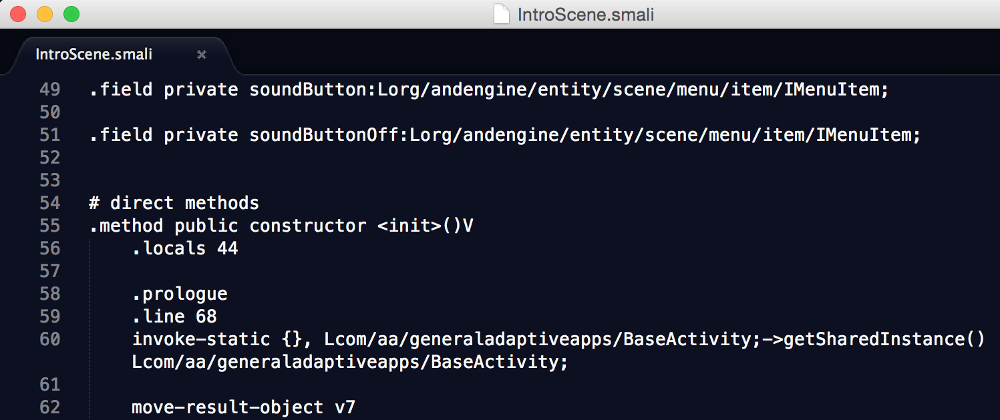 IntroScene.smali
IntroScene.smali ×
49 .field private soundButton:Lorg/andengine/entity/scene/menu/item/IMenuItem;
50
51 .field private soundButtonOff:Lorg/andengine/entity/scene/menu/item/IMenuItem;
52
53
54 # direct methods
55 .method public constructor <init>()V
56 .locals 44
57
58 .prologue
59 .line 68
60 invoke-static {}, Lcom/aa/generaladaptiveapps/BaseActivity;->getSharedInstance()
Lcom/aa/generaladaptiveapps/BaseActivity;
61
62 move-result-object v7